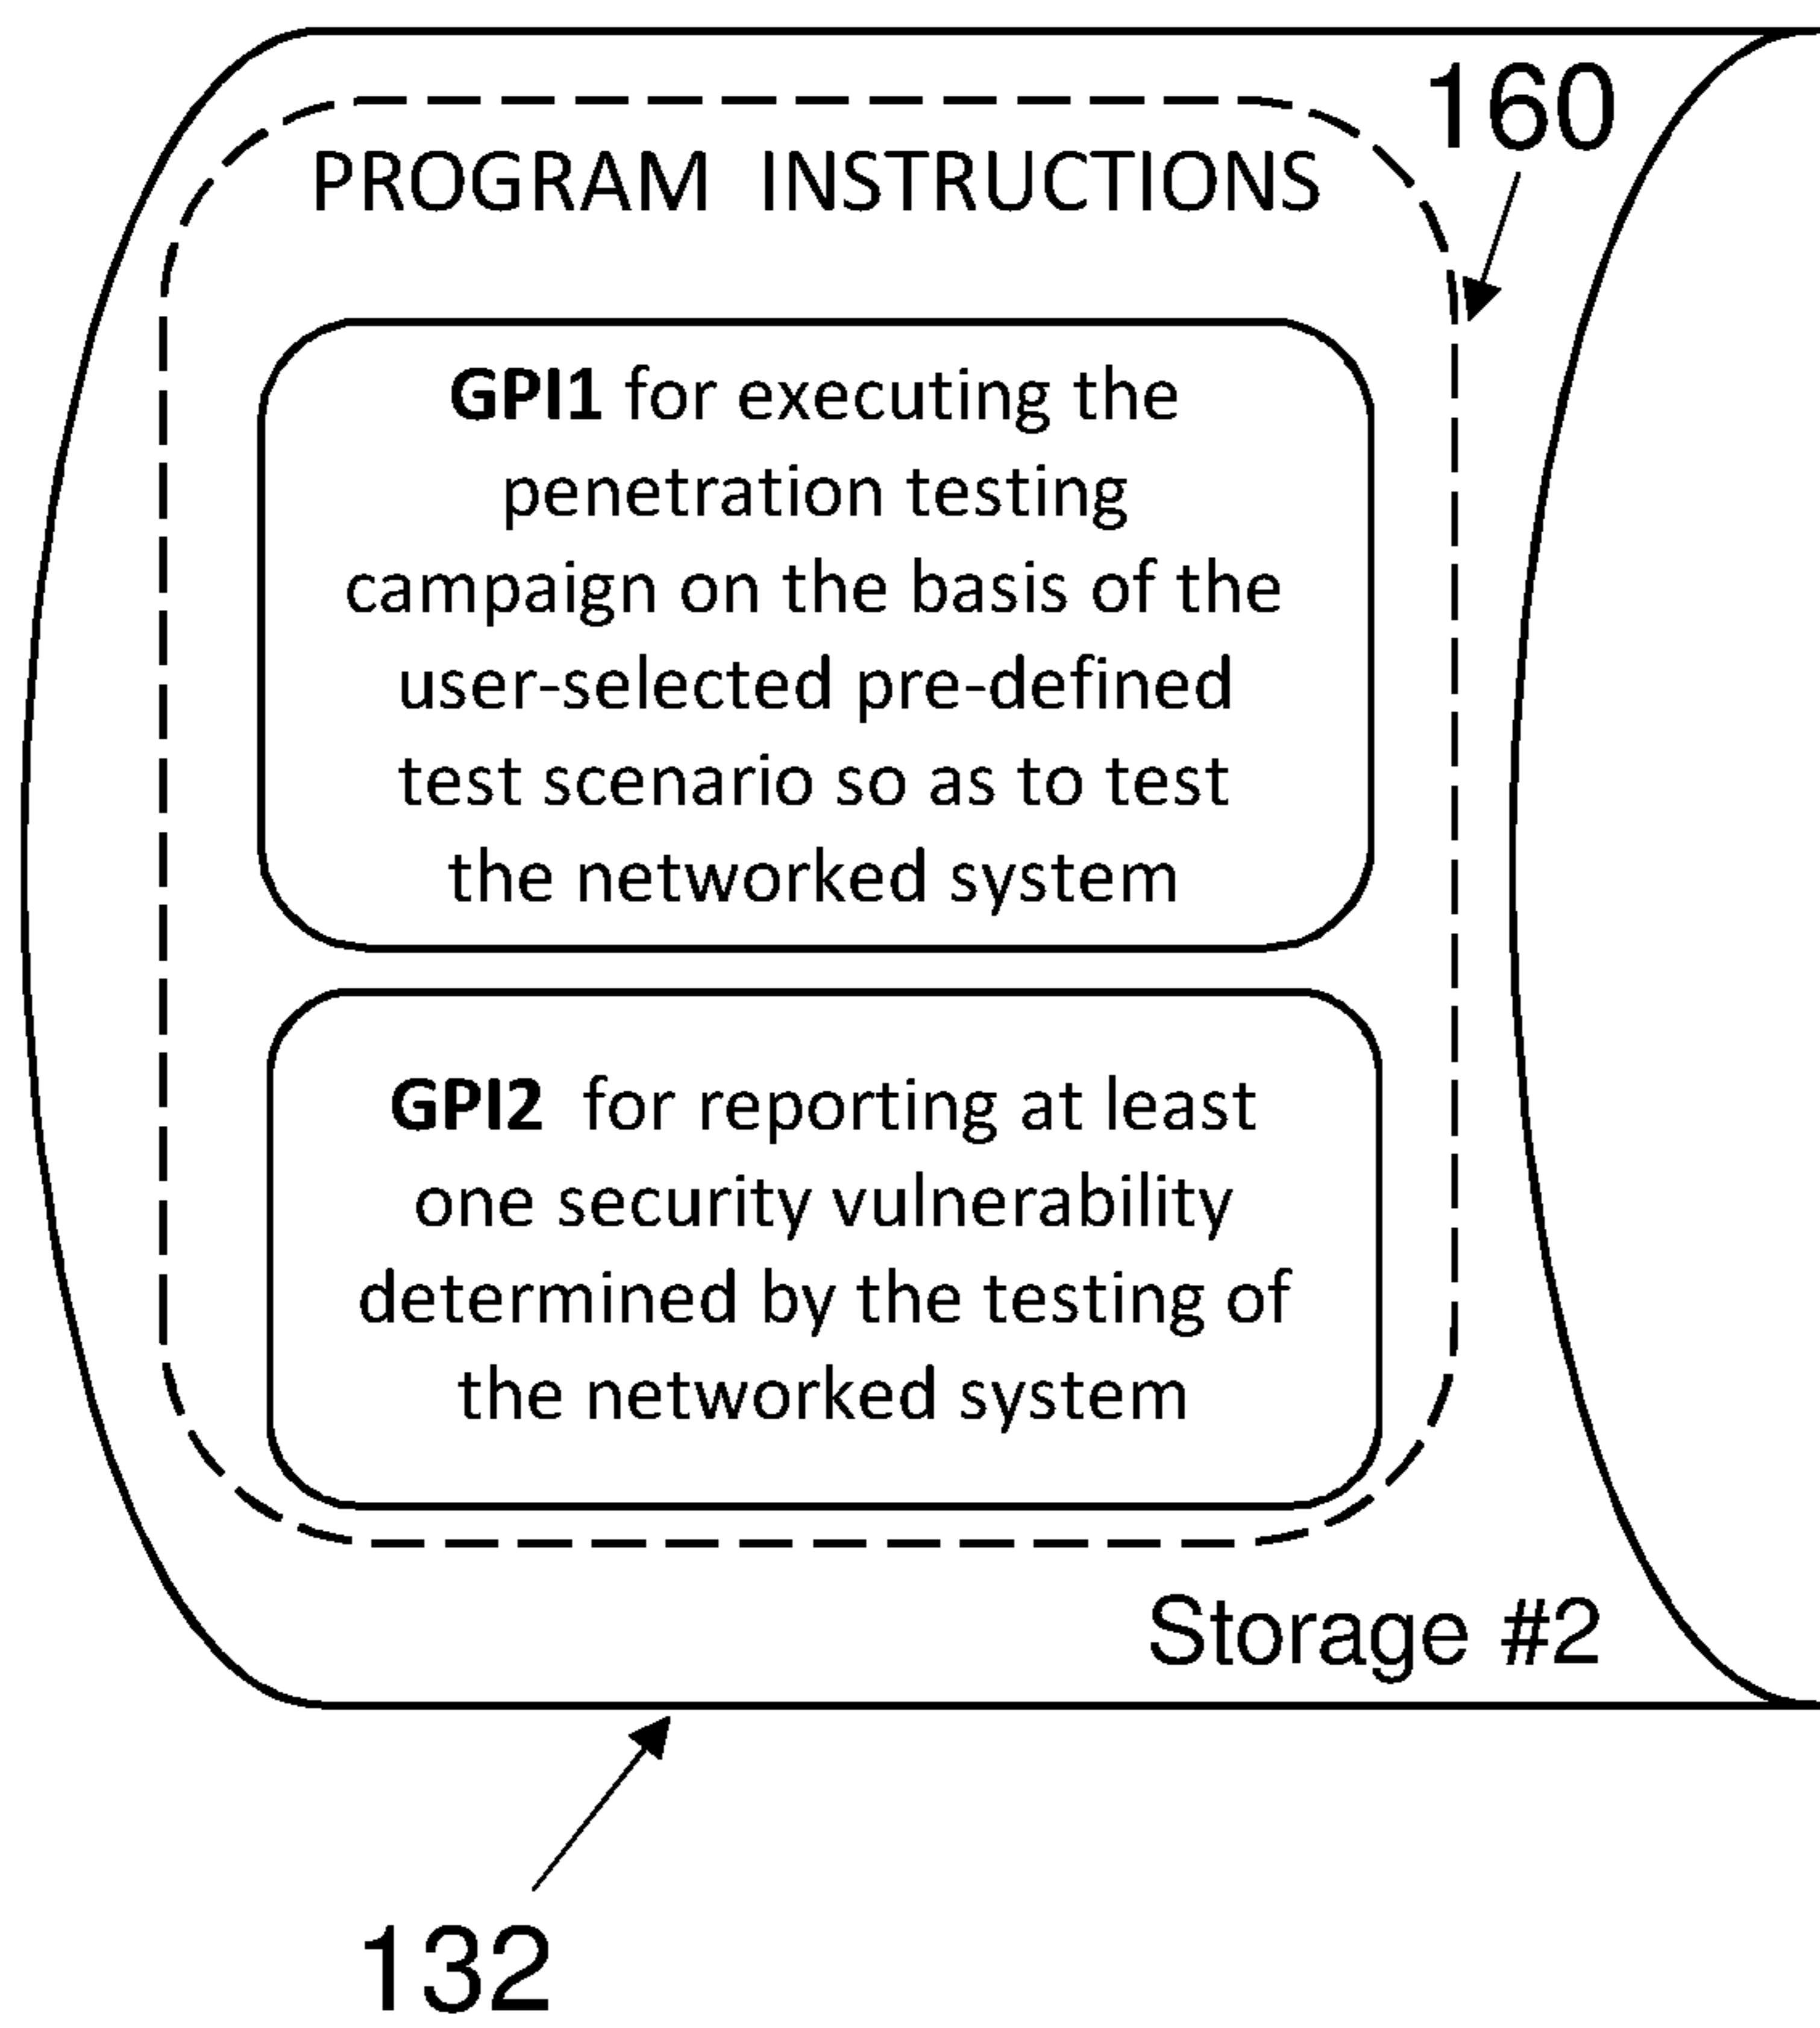 160
PROGRAM INSTRUCTIONS
GPI1 for executing the
penetration testing
campaign on the basis of the
user-selected pre-defined
test scenario so as to test
the networked system
GPI2 for reporting at least
one security vulnerability
determined by the testing of
the networked system
Storage #2
132